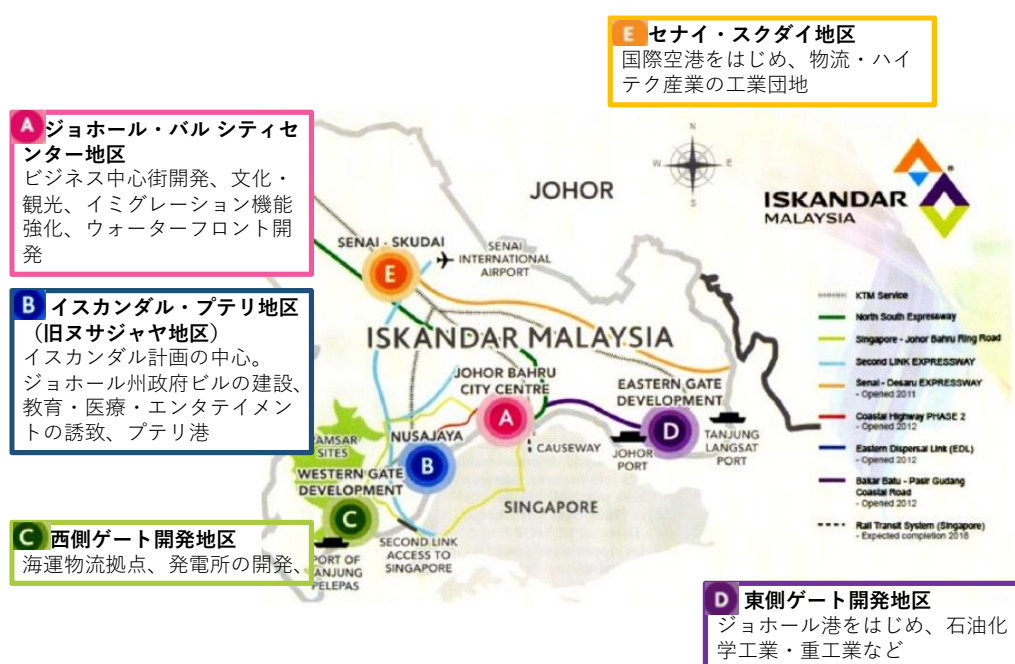 E セナイ・スクダイ地区
国際空港をはじめ、物流・ハイ
テク産業の工業団地
A ジョホール・バル シティセ
ンター地区
ビジネス中心街開発、文化・
観光、イミグレーション機能
強化、ウォーターフロント開
発
B イスカンダル・プテリ地区
（旧ヌサジャヤ地区）
イスカンダル計画の中心。
ジョホール州政府ビルの建設、
教育・医療・エンタテイメン
トの誘致、プテリ港
C 西側ゲート開発地区
海運物流拠点、発電所の開発、
D 東側ゲート開発地区
ジョホール港をはじめ、石油化
学工業・重工業など
N
W
E
S
JOHOR
ISKANDAR
MALAYSIA
®
SENAI - SKUDAI
E
SENAI
INTERNATIONAL
AIRPORT
ISKANDAR MALAYSIA
JOHOR BAHRU
CITY CENTRE
A
EASTERN GATE
DEVELOPMENT
D
JOHOR
PORT
TANJUNG
LANGSAT
PORT
CAUSEWAY
NUSAJAYA
B
AMSAR
SITES
WESTERN GATE
DEVELOPMENT
C
PORT OF
ANJUNG
PELEPAS
SECOND LINK
ACCESS TO
SINGAPORE
SINGAPORE
KTM Service
North South Expressway
Singapore - Johor Bahru Ring Road
Second LINK EXPRESSWAY
Senai - Desaru EXPRESSWAY
- Opened 2011
Coastal Highway PHASE 2
- Opened 2012
Eastern Dispersal Link (EDL)
- Opened 2012
Bakar Batu - Pasir Gudang
Coastal Road
- Opened 2012
Rail Transit System (Singapore)
- Expected completion 2018